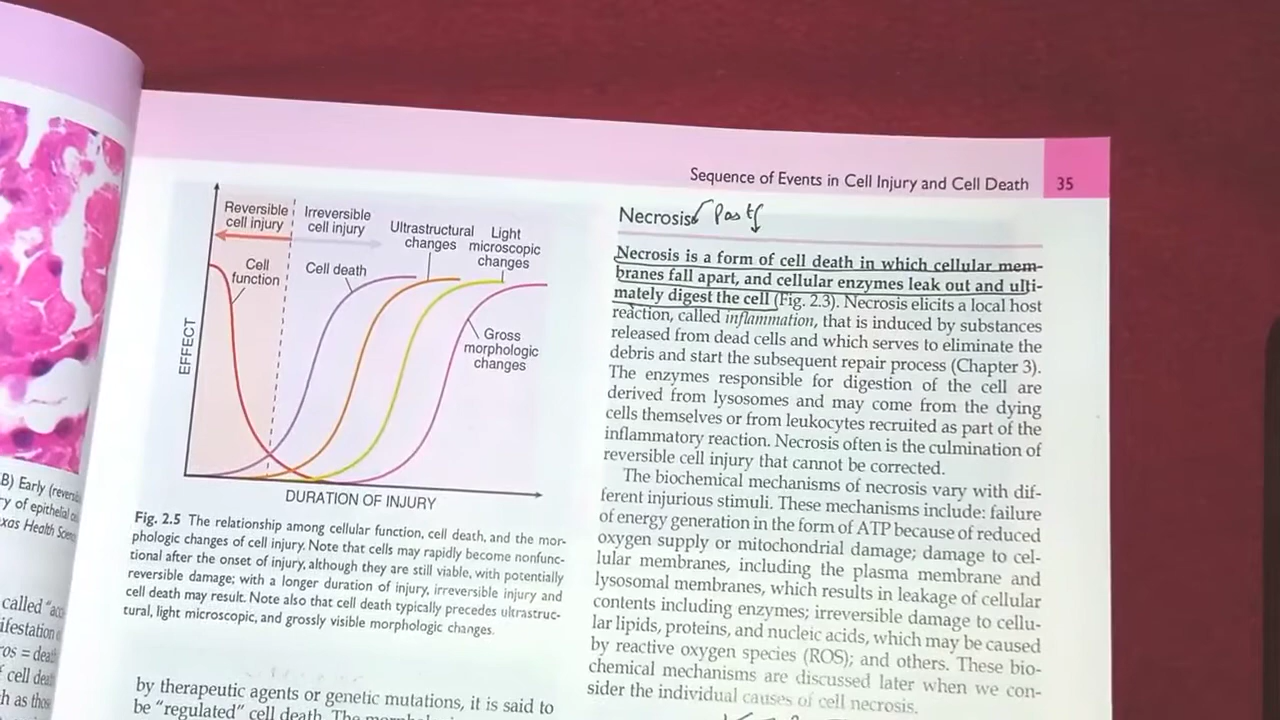 Sequence of Events in Cell Injury and Cell Death 35
Reversible cell injury
Irreversible cell injury
Ultrastructural changes
Light microscopic changes
Cell function
Cell death
Gross morphologic changes
EFFECT
DURATION OF INJURY
Fig. 2.5 The relationship among cellular function, cell death, and the mor-
phologic changes of cell injury. Note that cells may rapidly become nonfunc-
tional after the onset of injury, although they are still viable, with potentially
reversible damage; with a longer duration of injury, irreversible injury and
cell death may result. Note also that cell death typically precedes ultrastruc-
tural, light microscopic, and grossly visible morphologic changes.
by therapeutic agents or genetic mutations, it is said to
be "regulated" cell death. The
Necrosis
Necrosis is a form of cell death in which cellular mem-
branes fall apart, and cellular enzymes leak out and ulti-
mately digest the cell (Fig. 2.3). Necrosis elicits a local host
reaction, called inflammation, that is induced by substances
released from dead cells and which serves to eliminate the
debris and start the subsequent repair process (Chapter 3).
The enzymes responsible for digestion of the cell are
derived from lysosomes and may come from the dying
cells themselves or from leukocytes recruited as part of the
inflammatory reaction. Necrosis often is the culmination of
reversible cell injury that cannot be corrected.
The biochemical mechanisms of necrosis vary with dif-
ferent injurious stimuli. These mechanisms include: failure
of energy generation in the form of ATP because of reduced
oxygen supply or mitochondrial damage; damage to cel-
lular membranes, including the plasma membrane and
lysosomal membranes, which results in leakage of cellular
contents including enzymes; irreversible damage to cellu-
lar lipids, proteins, and nucleic acids, which may be caused
by reactive oxygen species (ROS); and others. These bio-
chemical mechanisms are discussed later when we con-
sider the individual causes of cell necrosis.
B) Early
ry of epithelial
xas Health
called
ifestation
ros =
f cell
h as those